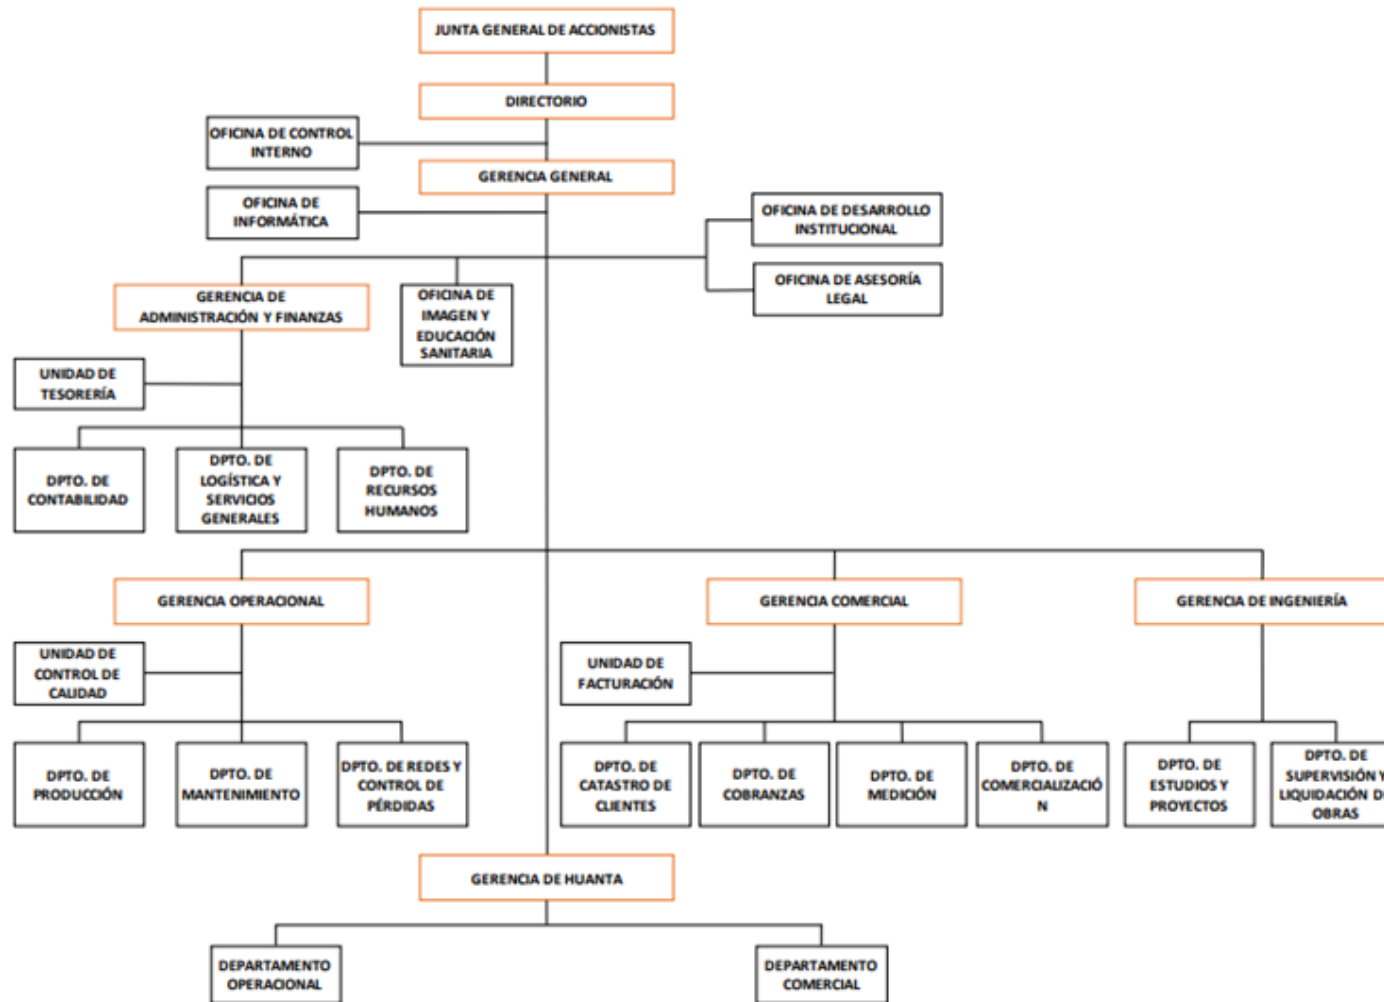 JUNTA GENERAL DE ACCIONISTAS
DIRECTORIO
OFICINA DE CONTROL
INTERNO
GERENCIA GENERAL
OFICINA DE
INFORMÁTICA
OFICINA DE DESARROLLO
INSTITUCIONAL
OFICINA DE ASESORÍA
LEGAL
GERENCIA DE
ADMINISTRACIÓN Y FINANZAS
OFICINA DE
IMAGEN Y
EDUCACIÓN
SANITARIA
UNIDAD DE
TESORERÍA
DPTO. DE
CONTABILIDAD
DPTO. DE
LOGÍSTICA Y
SERVICIOS
GENERALES
DPTO. DE
RECURSOS
HUMANOS
GERENCIA OPERACIONAL
GERENCIA COMERCIAL
GERENCIA DE INGENIERÍA
UNIDAD DE
CONTROL DE
CALIDAD
UNIDAD DE
FACTURACIÓN
DPTO. DE
PRODUCCIÓN
DPTO. DE
MANTENIMIENTO
DPTO. DE REDES Y
CONTROL DE
PÉRDIDAS
DPTO. DE
CATASTRO DE
CLIENTES
DPTO. DE
COBRANZAS
DPTO. DE
MEDICIÓN
DPTO. DE
COMERCIALIZACIÓ
N
DPTO. DE
ESTUDIOS Y
PROYECTOS
DPTO. DE
SUPERVISIÓN Y
LIQUIDACIÓN D
OBRAS
GERENCIA DE HUANTA
DEPARTAMENTO
OPERACIONAL
DEPARTAMENTO
COMERCIAL